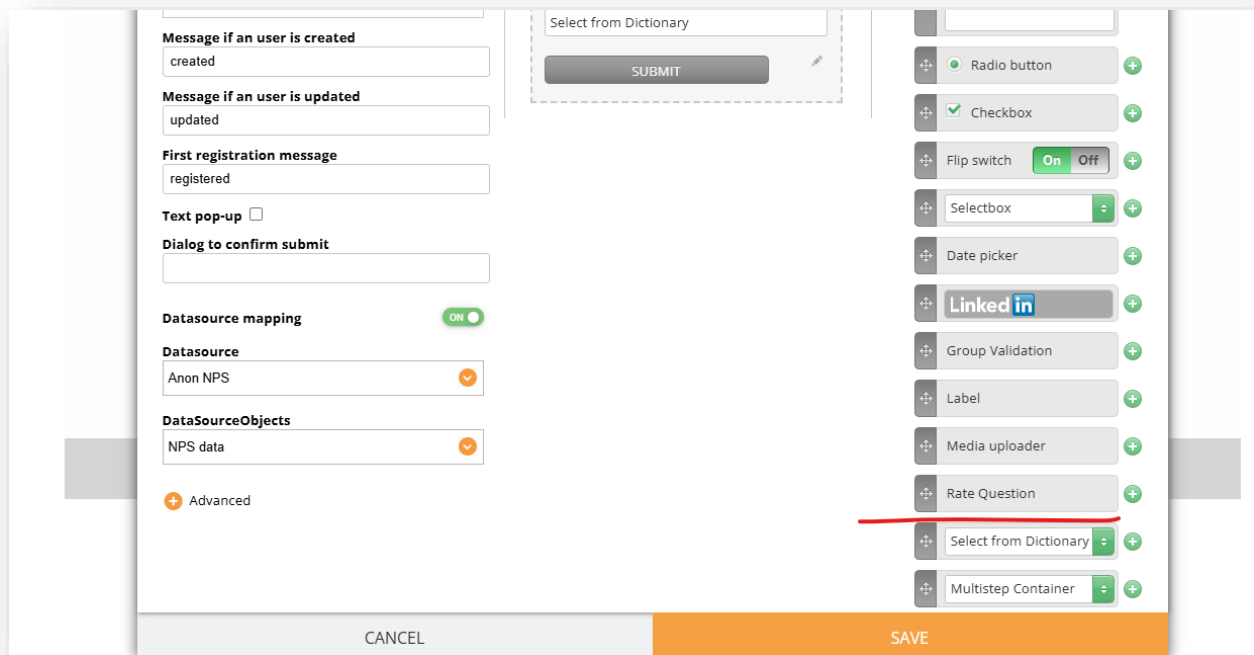 Message if an user is created
created
Message if an user is updated
updated
First registration message
registered
Text pop-up
Dialog to confirm submit
Datasource mapping
ON
Datasource
Anon NPS
DataSourceObjects
NPS data
Advanced
Select from Dictionary
SUBMIT
Radio button
Checkbox
Flip switch On Off
Selectbox
Date picker
Linked in
Group Validation
Label
Media uploader
Rate Question
Select from Dictionary
Multistep Container
CANCEL
SAVE